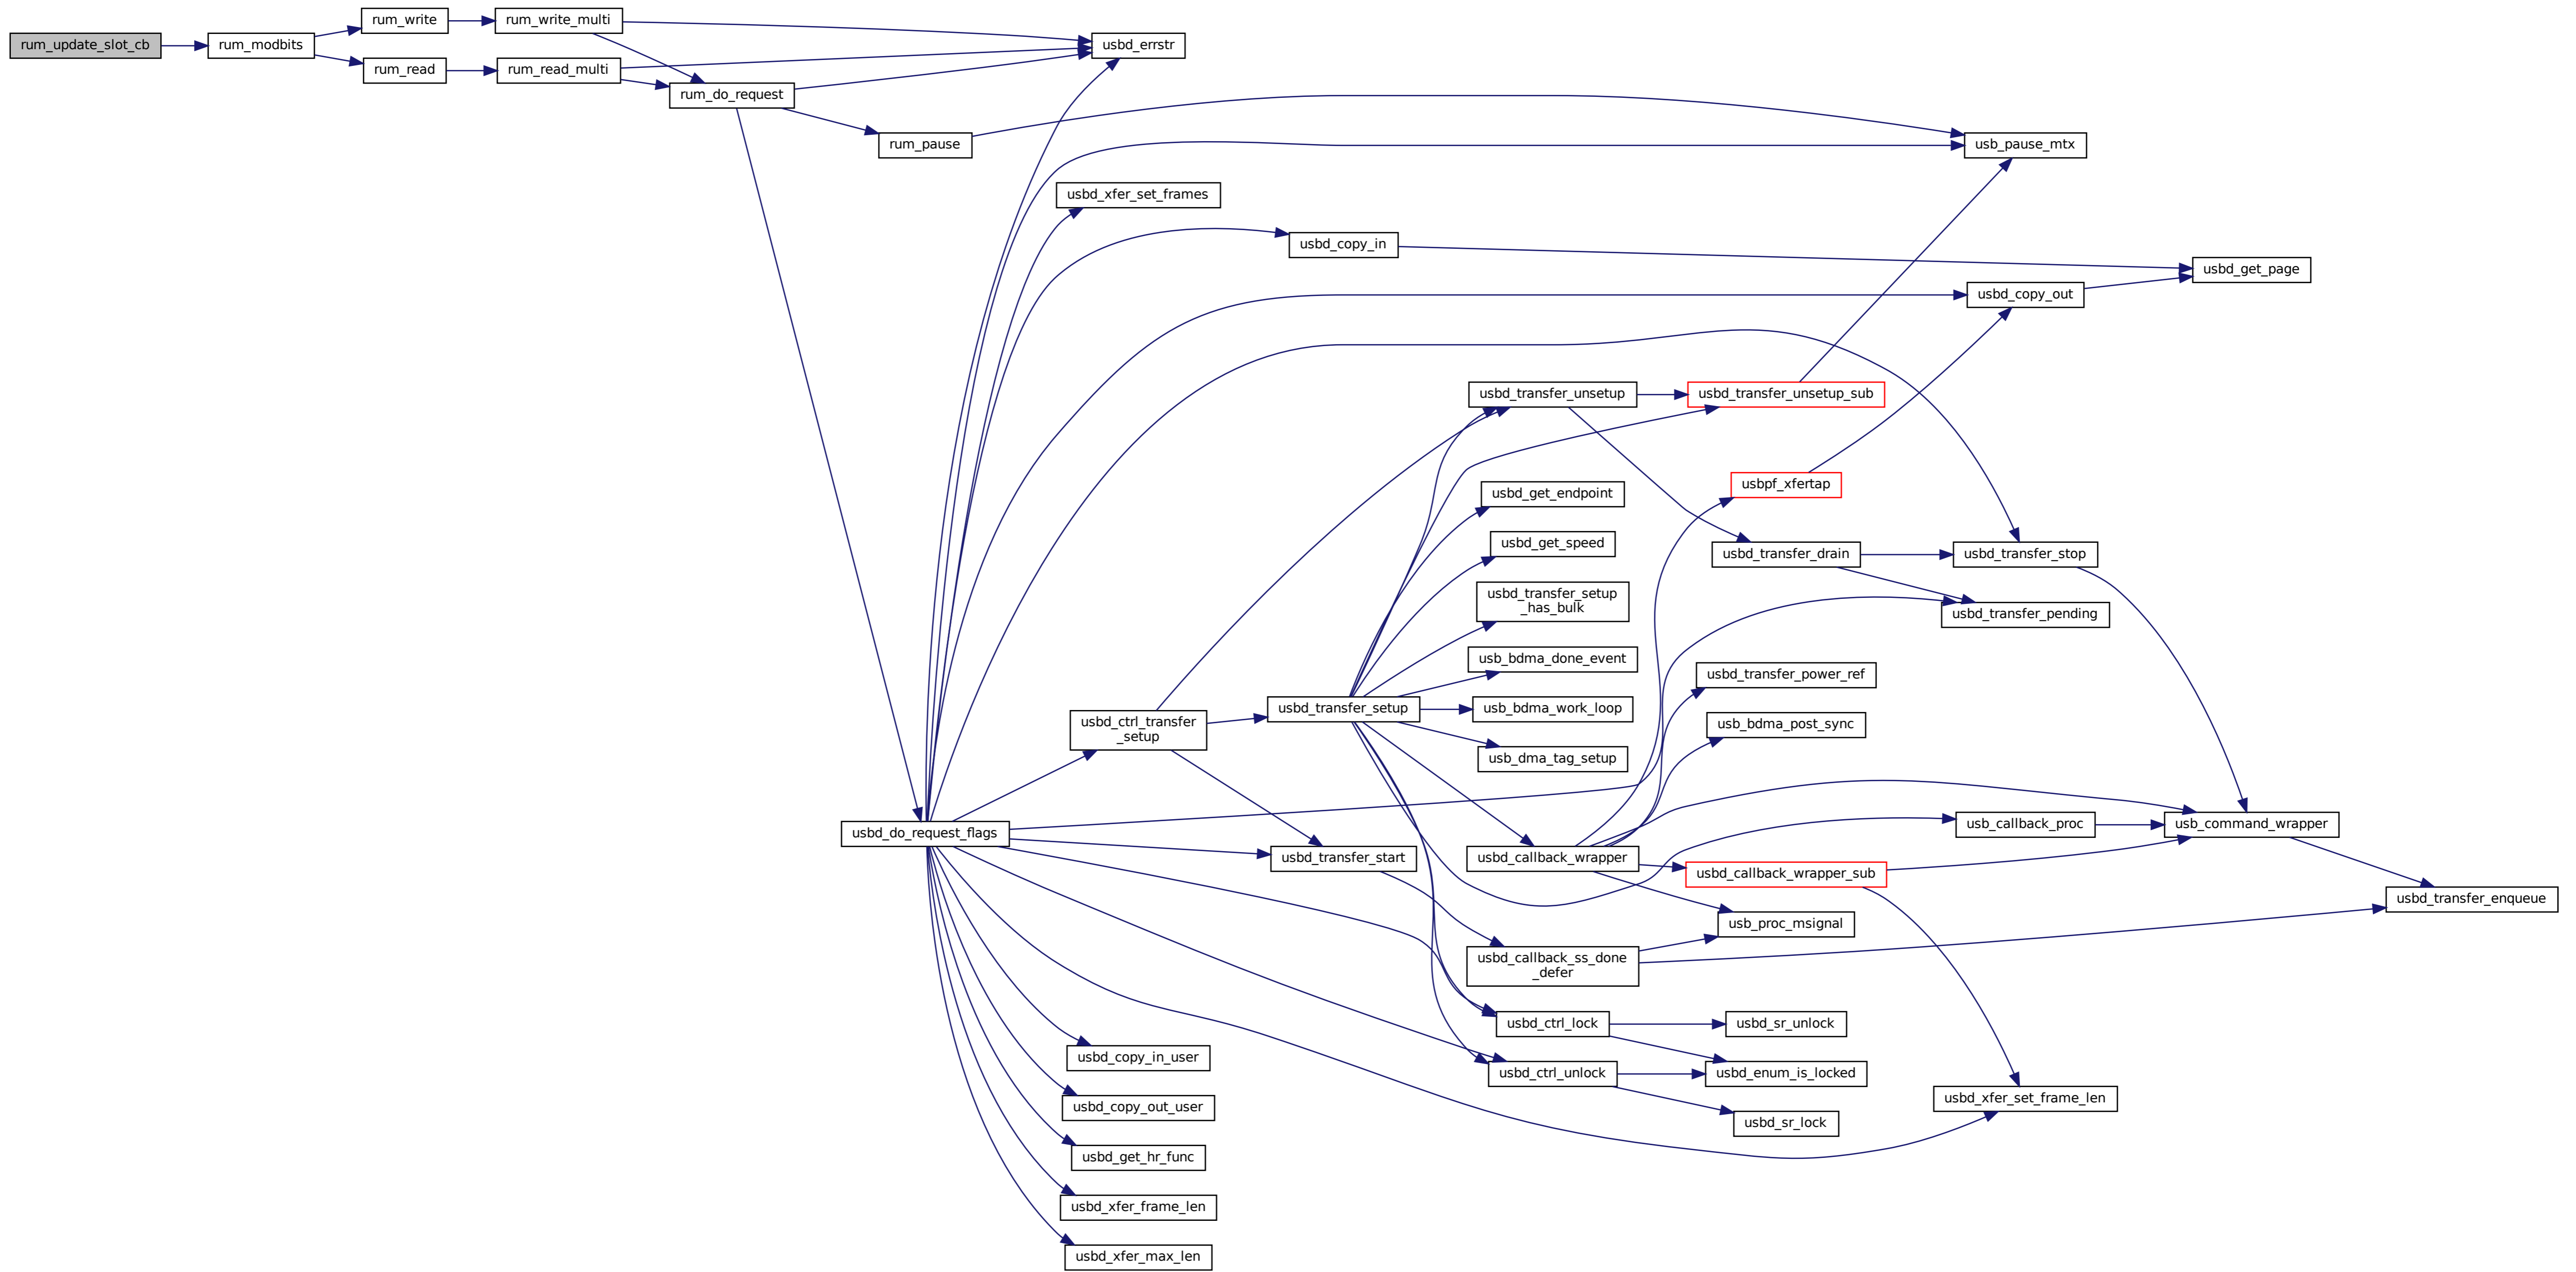 rum_update_slot_cb
rum_modbits
rum_write
rum_read
rum_write_multi
rum_read_multi
rum_do_request
usbd_errstr
rum_pause
usb_pause_mtx
usbd_xfer_set_frames
usbd_copy_in
usbd_get_page
usbd_copy_out
usbd_transfer_unsetup
usbd_transfer_unsetup_sub
usbpf_xfertap
usbd_get_endpoint
usbd_get_speed
usbd_transfer_drain
usbd_transfer_stop
usbd_transfer_setup
_has_bulk
usbd_transfer_pending
usb_bdma_done_event
usbd_transfer_power_ref
usbd_ctrl_transfer
_setup
usbd_transfer_setup
usb_bdma_work_loop
usb_bdma_post_sync
usb_dma_tag_setup
usbd_do_request_flags
usbd_transfer_start
usbd_callback_wrapper
usb_callback_proc
usb_command_wrapper
usbd_callback_wrapper_sub
usbd_transfer_enqueue
usb_proc_msignal
usbd_callback_ss_done
_defer
usbd_ctrl_lock
usbd_sr_unlock
usbd_copy_in_user
usbd_ctrl_unlock
usbd_enum_is_locked
usbd_xfer_set_frame_len
usbd_copy_out_user
usbd_sr_lock
usbd_get_hr_func
usbd_xfer_frame_len
usbd_xfer_max_len